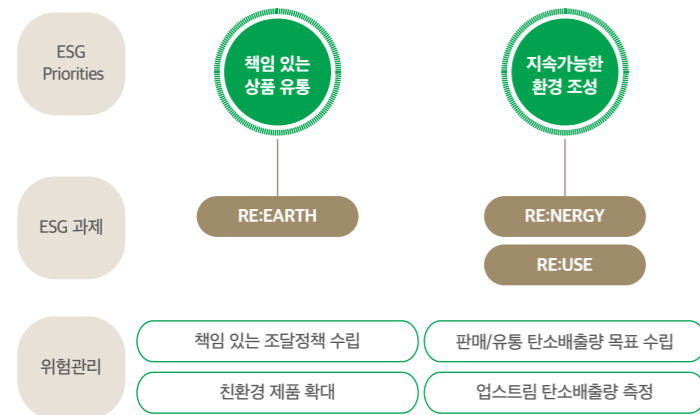 ESG
Priorities
책임 있는
상품 유통
지속가능한
환경 조성
ESG 과제
RE:EARTH
RE:NERGY
RE:USE
위험관리
책임 있는 조달정책 수립
판매/유통 탄소배출량 목표 수립
친환경 제품 확대
업스트림 탄소배출량 측정